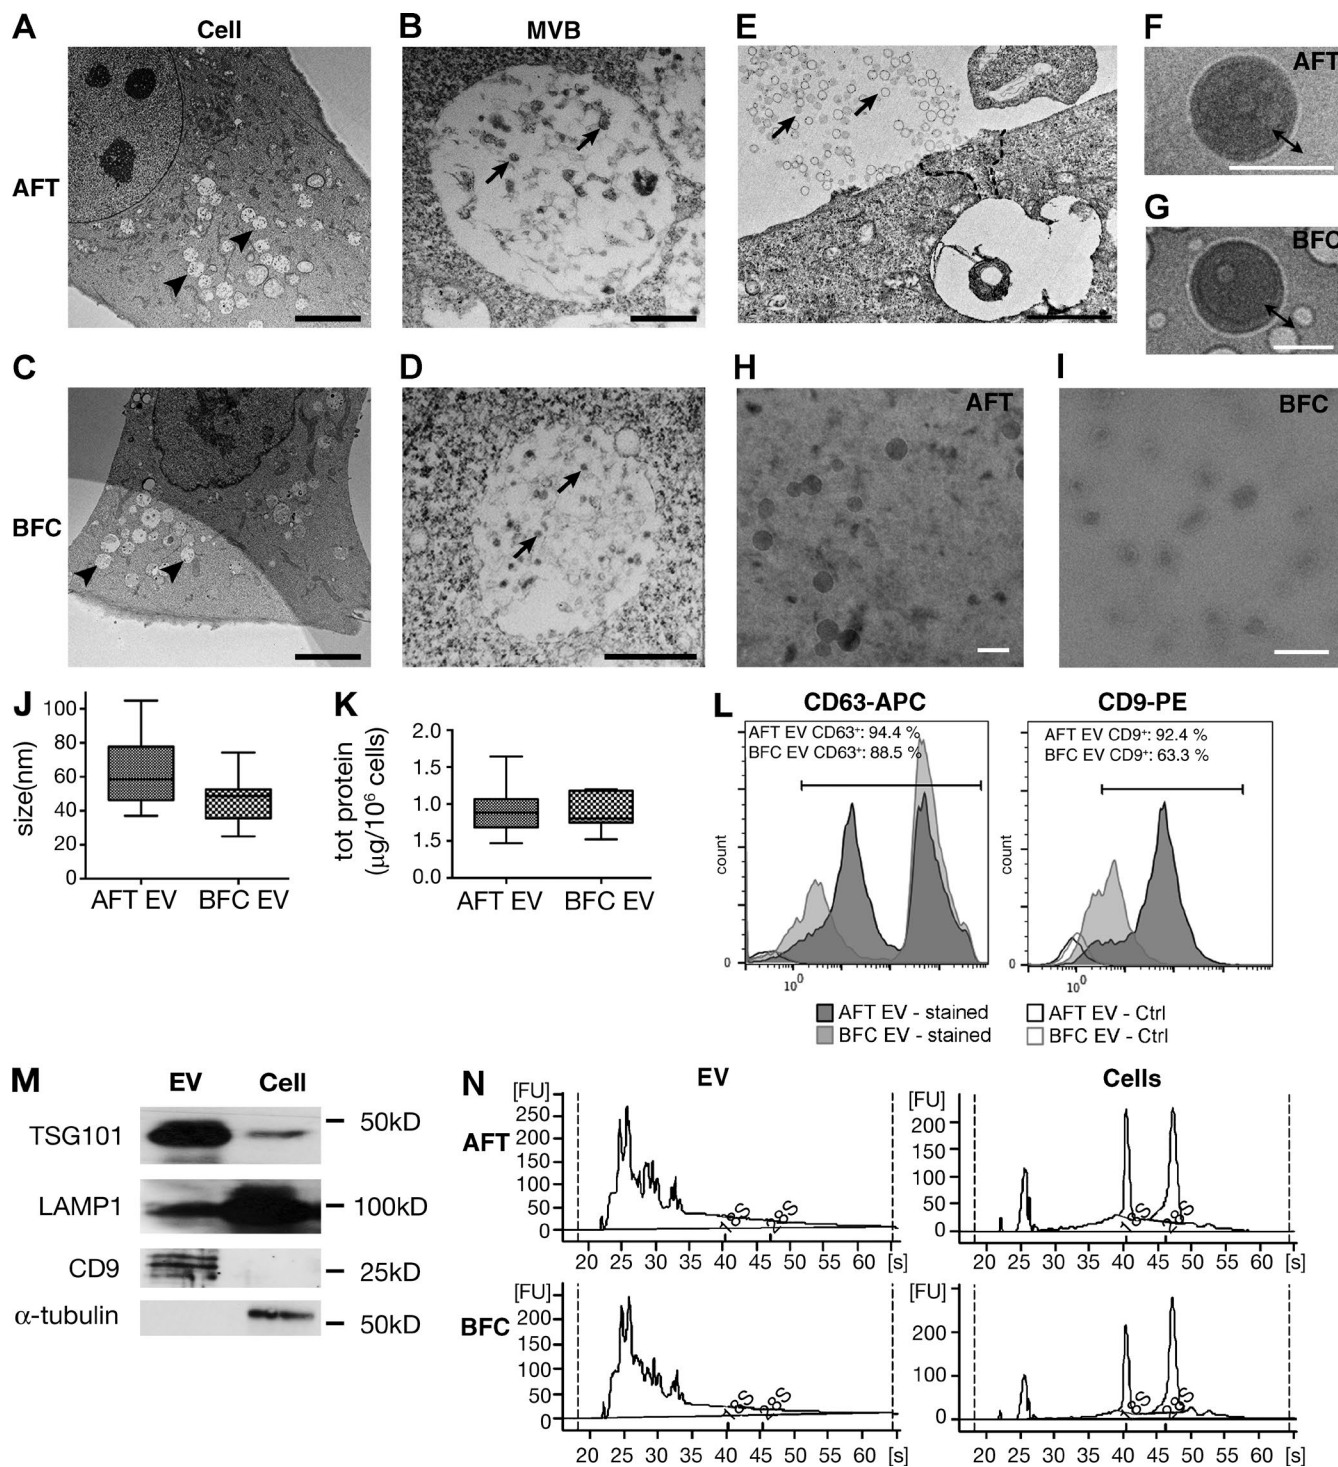 A
Cell
B
MVB
E
F
AFT
AFT
G
BFC
C
D
H
AFT
I
BFC
BFC
J
size(nm)
100
80
60
40
20
0
AFT EV
BFC EV
K
tot protein
(µg/10⁶ cells)
2.0
1.5
1.0
1.5
0.0
AFT EV
BFC EV
L
CD63-APC
AFT EV CD63⁺: 94.4 %
BFC EV CD63⁺: 88.5 %
count
0
10⁰
CD9-PE
AFT EV CD9⁺: 92.4 %
BFC EV CD9⁺: 63.3 %
count
0
10⁰
AFT EV - stained
BFC EV - stained
AFT EV - Ctrl
BFC EV - Ctrl
M
EV Cell
TSG101
50kD
LAMP1
100kD
CD9
25kD
α-tubulin
50kD
N
EV
Cells
AFT
[FU]
250
200
150
100
50
0
18S
28S
20 25 30 35 40 45 50 55 60 [s]
[FU]
200
150
100
50
0
18S
28S
20 25 30 35 40 45 50 55 60 [s]
BFC
[FU]
200
150
100
50
0
18S
28S
20 25 30 35 40 45 50 55 60 [s]
[FU]
200
100
0
18S
28S
20 25 30 35 40 45 50 55 60 [s]